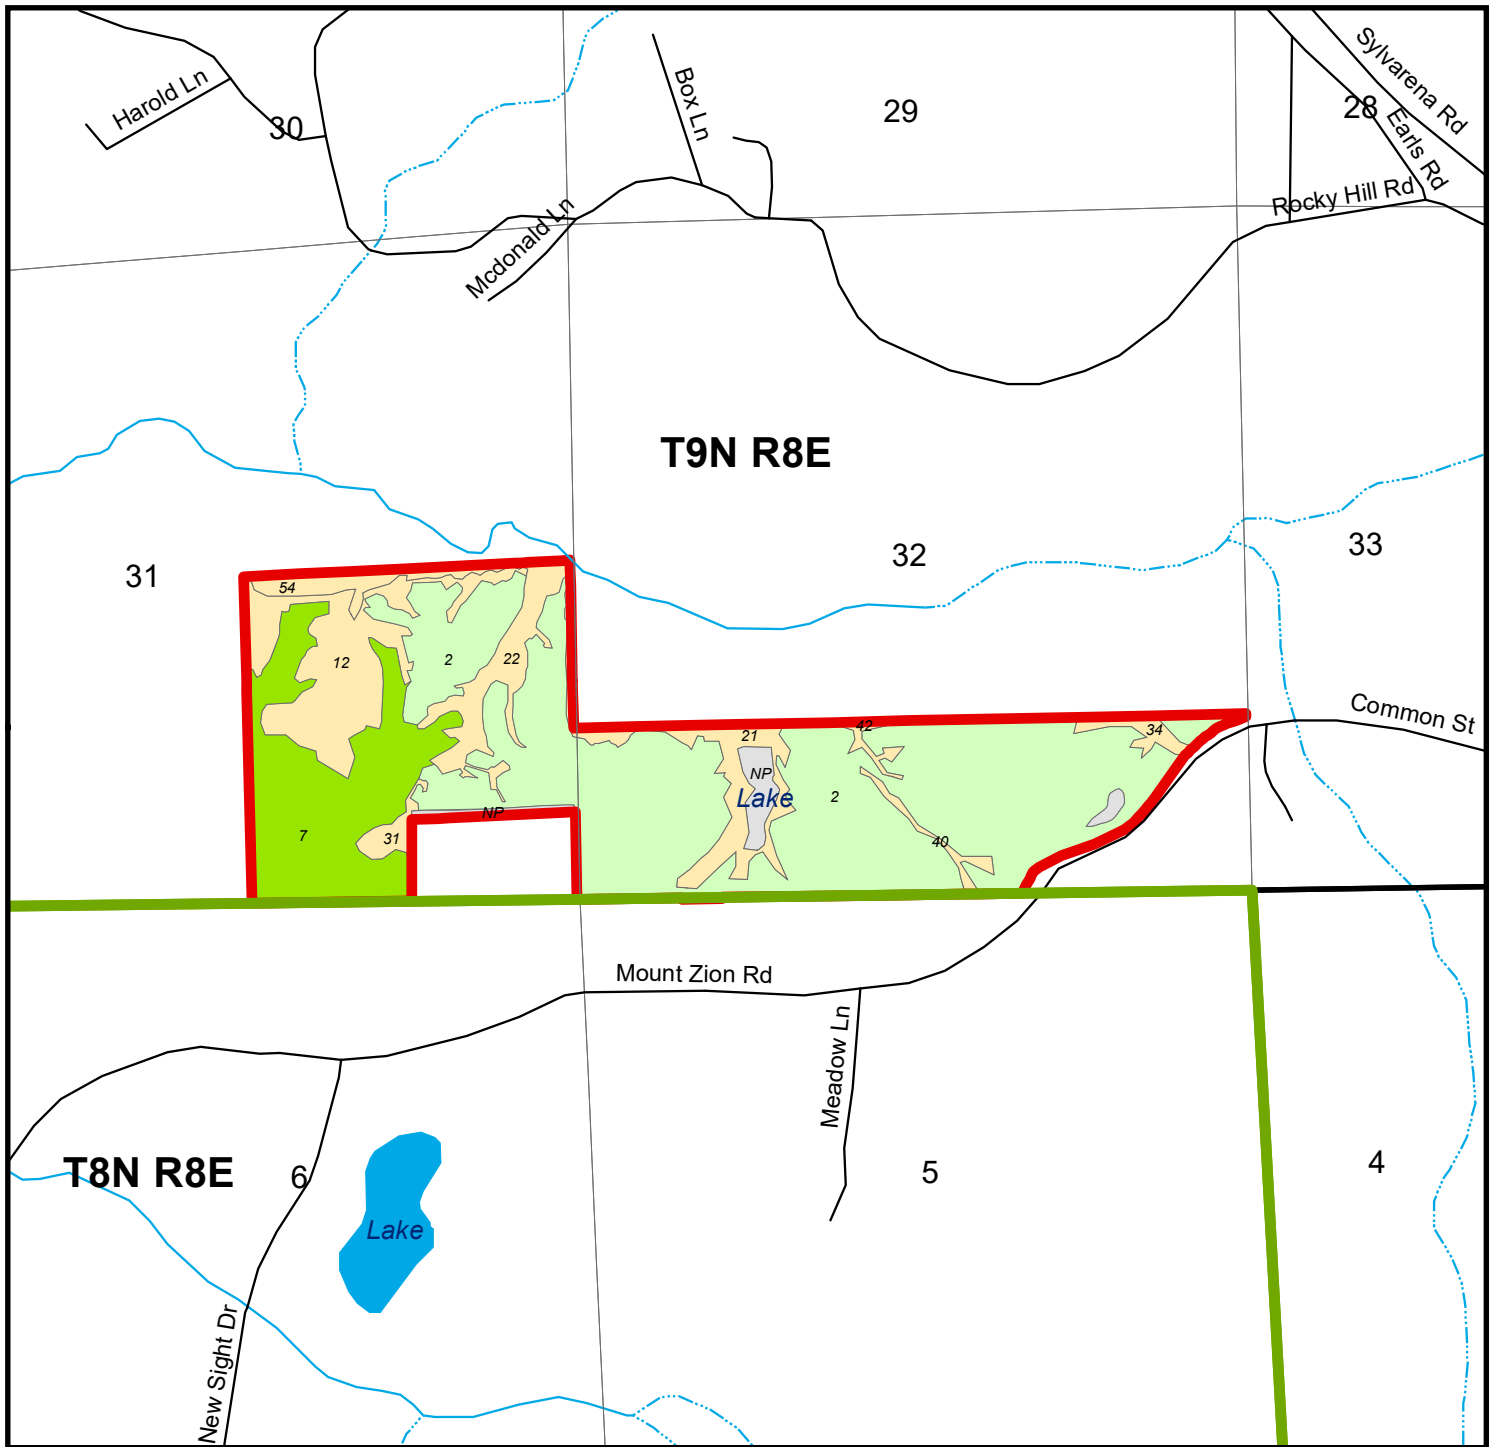 Sylvarena Rd
Harold Ln
Box Ln
30
29
28
Earls Rd
Rocky Hill Rd
Mcdonald Ln
T9N R8E
31
32
33
54
12
2
22
Common St
21
42
34
NP
Lake
2
NP
7
31
40
Mount Zion Rd
Meadow Ln
T8N R8E
6
5
4
Lake
New Sight Dr